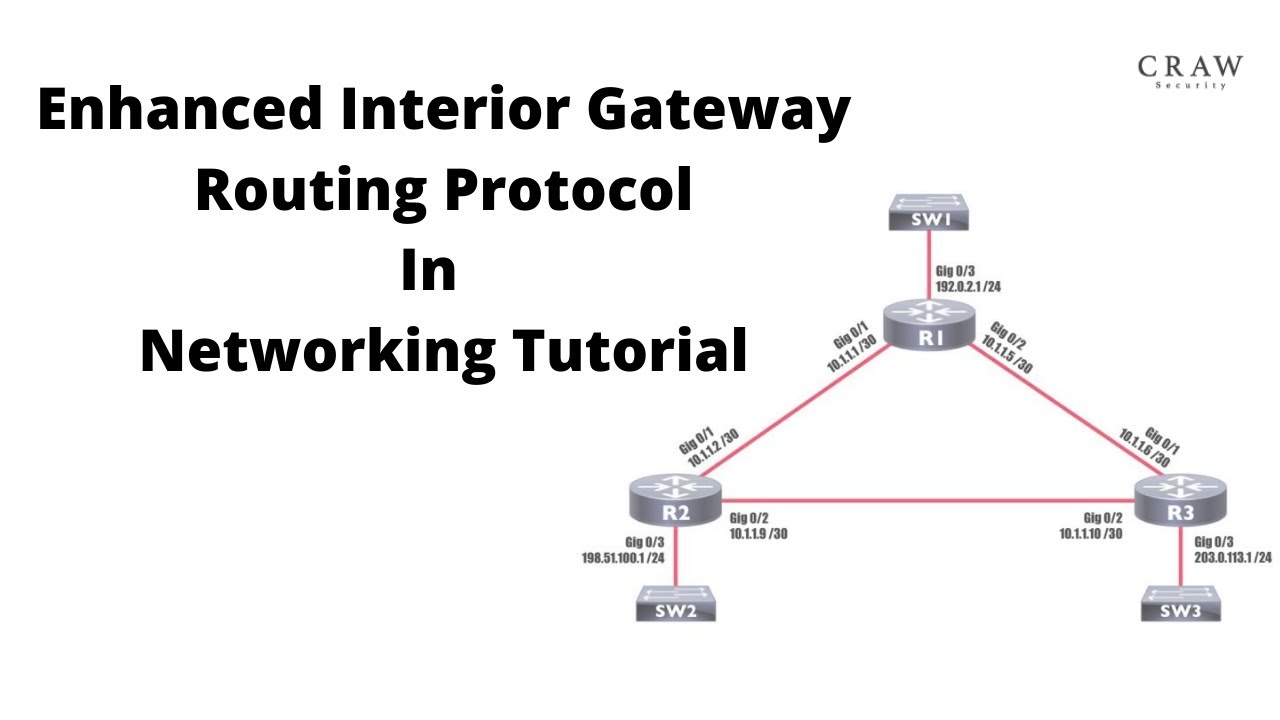 CRAW
Security
Enhanced Interior Gateway
Routing Protocol
In
Networking Tutorial
SW1
Gig 0/3
192.0.2.1 /24
R1
Gig 0/1
10.1.1.1 /30
Gig 0/2
10.1.1.5 /30
Gig 0/1
10.1.1.2 /30
Gig 0/1
10.1.1.6 /30
R2
Gig 0/2
10.1.1.9 /30
Gig 0/2
10.1.1.10 /30
R3
Gig 0/3
198.51.100.1 /24
Gig 0/3
203.0.113.1 /24
SW2
SW3